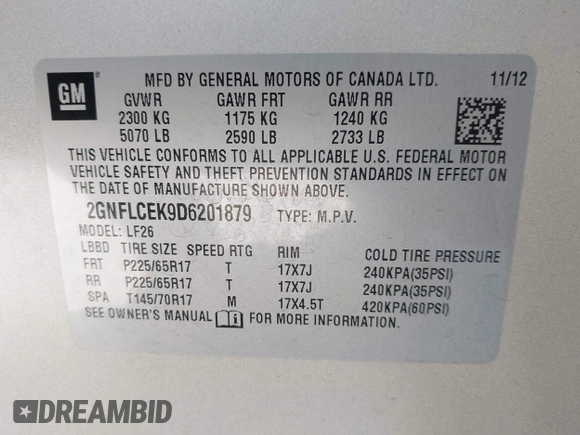 GM ®
MFD BY GENERAL MOTORS OF CANADA LTD. 11/12
GVWR GAWR FRT GAWR RR
2300 KG 1175 KG 1240 KG
5070 LB 2590 LB 2733 LB
THIS VEHICLE CONFORMS TO ALL APPLICABLE U.S. FEDERAL MOTOR
VEHICLE SAFETY AND THEFT PREVENTION STANDARDS IN EFFECT ON
THE DATE OF MANUFACTURE SHOWN ABOVE.
2GNFLCEK9D6201879 TYPE: M.P.V.
MODEL: LF26
LBBD TIRE SIZE SPEED RTG RIM COLD TIRE PRESSURE
FRT P225/65R17 T 17X7J 240KPA(35PSI)
RR P225/65R17 T 17X7J 240KPA(35PSI)
SPA T145/70R17 M 17X4.5T 420KPA(60PSI)
SEE OWNER'S MANUAL FOR MORE INFORMATION.
DREAMBID